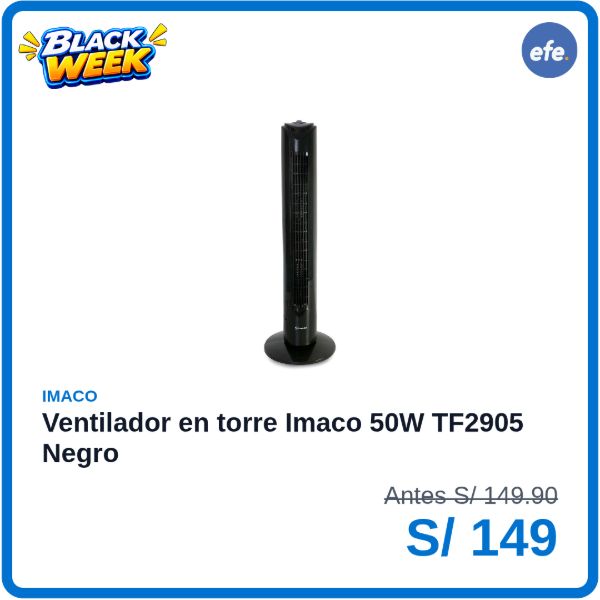 BLACK
WEEK
efe.
IMACO
Ventilador en torre Imaco 50W TF2905
Negro
Antes S/ 149.90
S/ 149